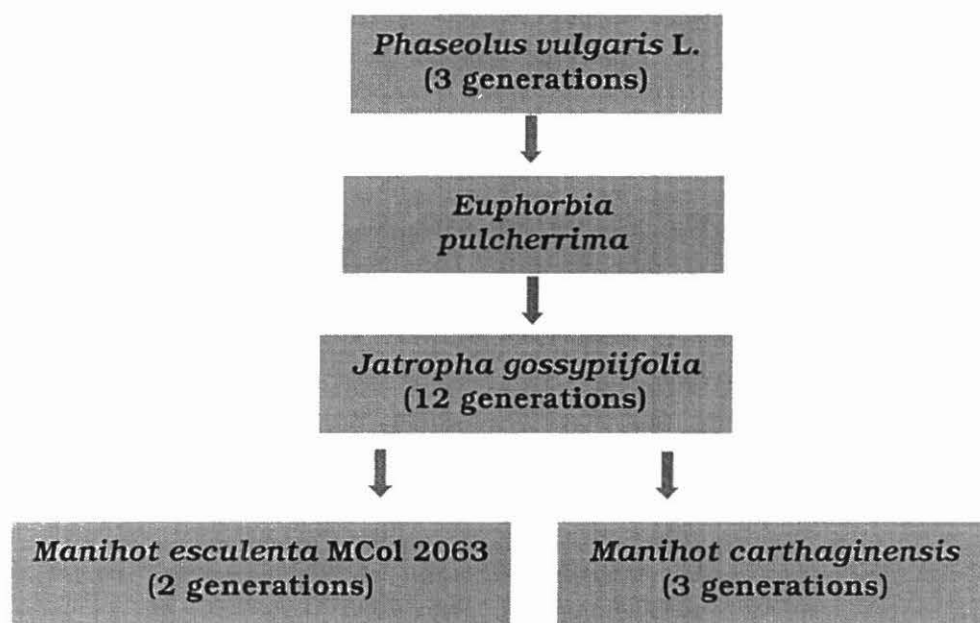 Phaseolus vulgaris L.
(3 generations)
Euphorbia
pulcherrima
Jatropha gossypiifolia
(12 generations)
Manihot esculenta MCol 2063
(2 generations)
Manihot carthaginensis
(3 generations)